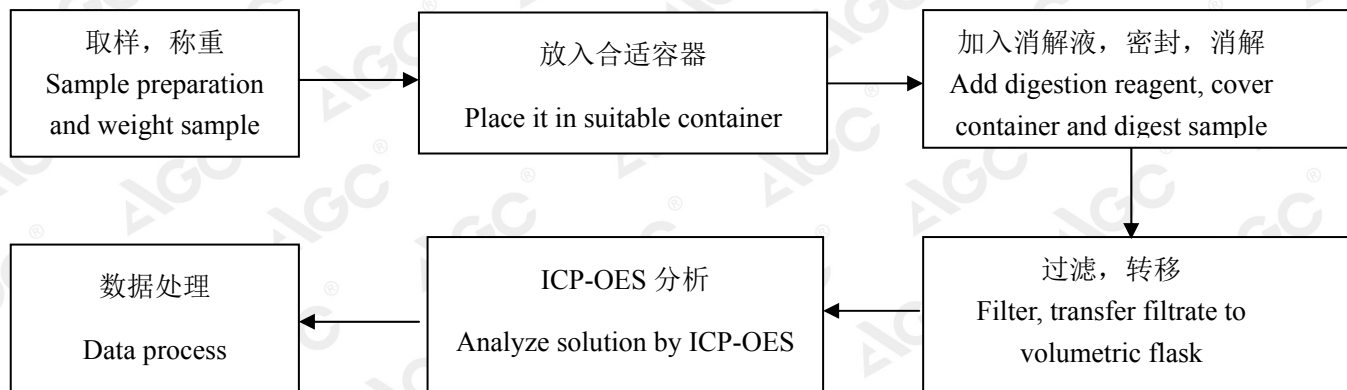 取样，称重
Sample preparation
and weight sample
放入合适容器
Place it in suitable container
加入消解液，密封，消解
Add digestion reagent, cover
container and digest sample
过滤，转移
Filter, transfer filtrate to
volumetric flask
ICP-OES 分析
Analyze solution by ICP-OES
数据处理
Data process
AGC®